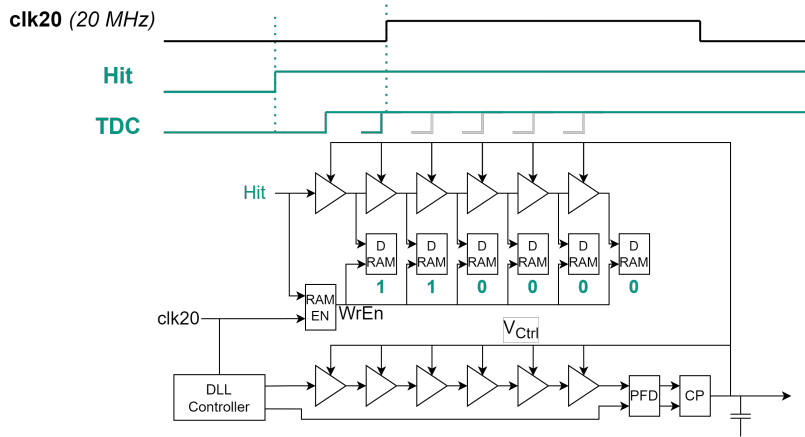 clk20 (20 MHz)
Hit
TDC
Hit
D
RAM
D
RAM
D
RAM
D
RAM
D
RAM
D
RAM
1 1 0 0 0 0
RAM
EN
WrEn
clk20
VCtrl
DLL
Controller
PFD
CP